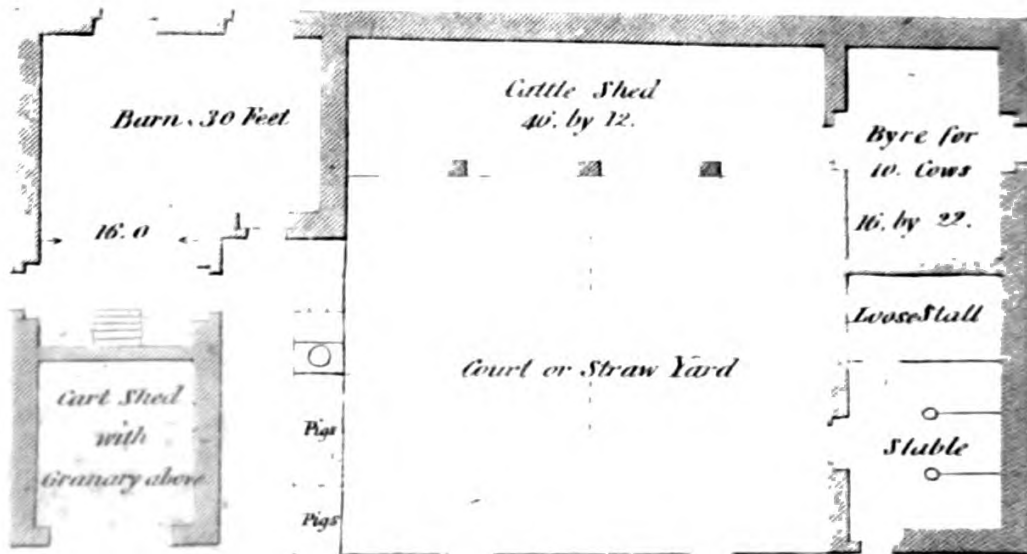 Barn. 30 Feet
16.0
Cattle Shed
40. by 12.
Byre for
10. Cows
16. by 22.
Loose Stall
Court or Straw Yard
Cart Shed
with
Granary above
Pigs
Stable
Pigs